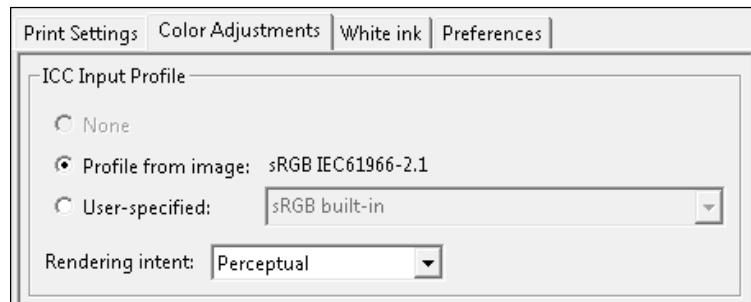 Print Settings Color Adjustments White ink Preferences
ICC Input Profile
None
Profile from image: sRGB IEC61966-2.1
User-specified: sRGB built-in
Rendering intent: Perceptual